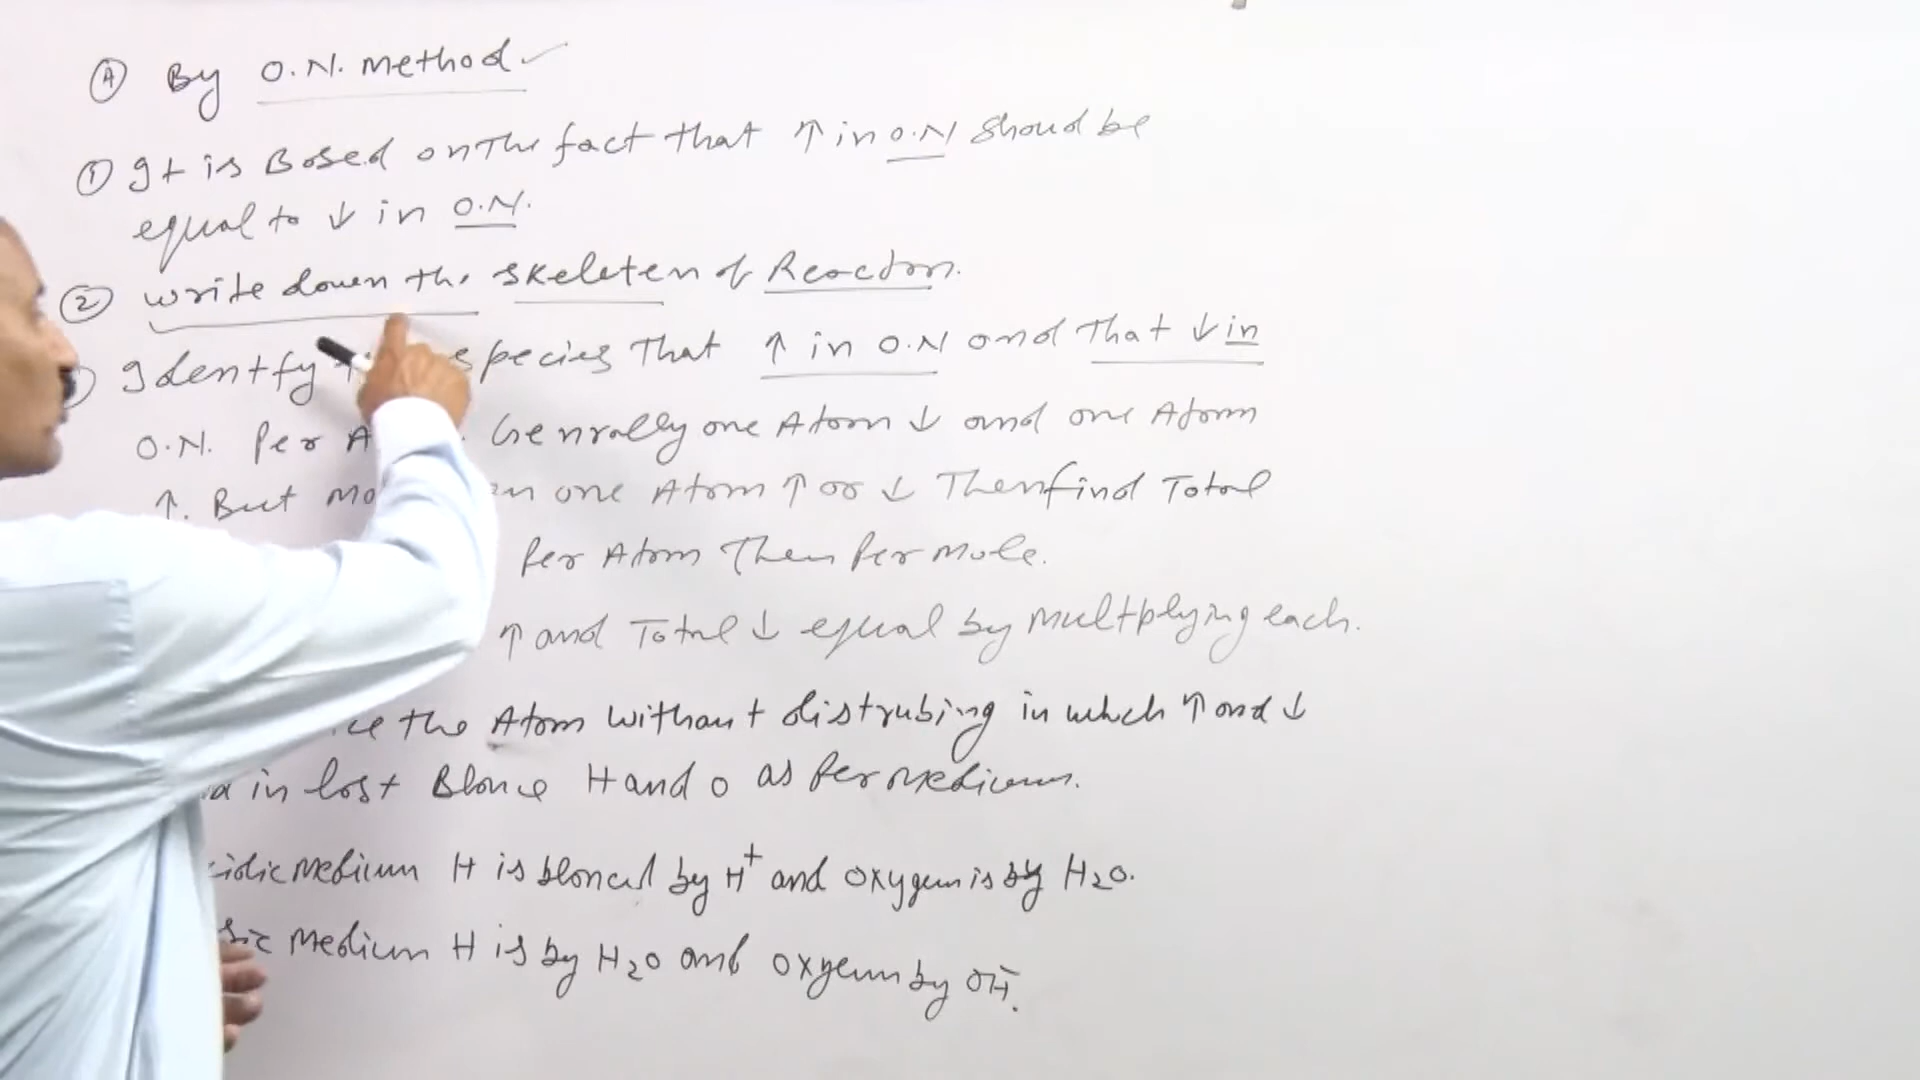 Ⓐ By O.N. method
① It is Based on the fact that ↑ in O.N should be
equal to ↓ in O.N.
② write down the skeleten of Reaction.
Identfy species that ↑ in O.N and that ↓ in
O.N. Per Genrally one Atom ↓ and one Atom
↑. But one Atom ↑ or ↓ Then find Total
Per Atom Then Per mole.
↑ and Total ↓ equal by multplying each.
the Atom without distrubing in which ↑ and ↓
in last Blance H and O as Per medium.
medium H is blanced by H⁺ and oxygen is by H₂O.
medium H is by H₂O and oxygen by OH⁻.